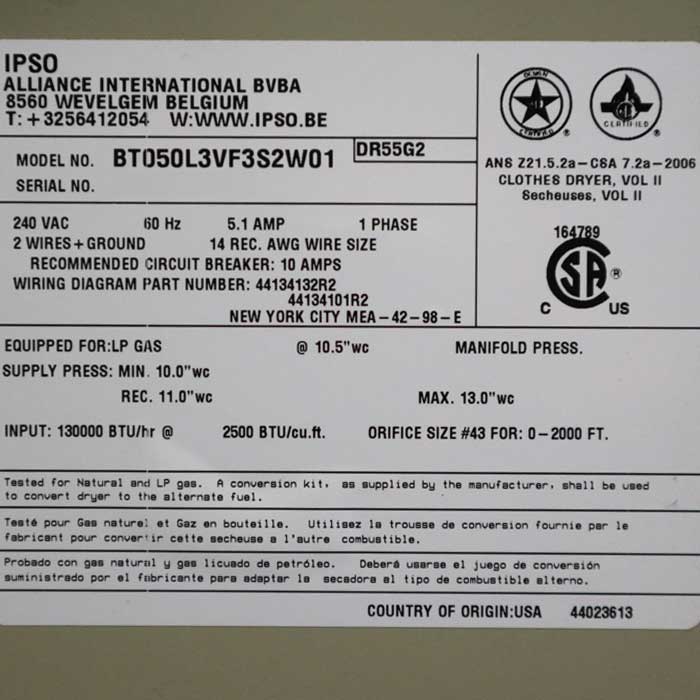 IPSO
ALLIANCE INTERNATIONAL BVBA
8560 WEVELGEM BELGIUM
T: +3256412054 W:WWW.IPSO.BE
MODEL NO. BT050L3VF3S2W01 DR55G2
SERIAL NO.
DESIGN
CERTIFIED
CERTIFIED
ANS Z21.5.2a-CSA 7.2a-2006
CLOTHES DRYER, VOL II
Secheuses, VOL II
164789
CSA ®
C US
240 VAC 60 Hz 5.1 AMP 1 PHASE
2 WIRES+GROUND 14 REC. AWG WIRE SIZE
RECOMMENDED CIRCUIT BREAKER: 10 AMPS
WIRING DIAGRAM PART NUMBER: 44134132R2
44134101R2
NEW YORK CITY MEA-42-98-E
EQUIPPED FOR:LP GAS @ 10.5"wc MANIFOLD PRESS.
SUPPLY PRESS: MIN. 10.0"wc
REC. 11.0"wc MAX. 13.0"wc
INPUT: 130000 BTU/hr @ 2500 BTU/cu.ft. ORIFICE SIZE #43 FOR: 0-2000 FT.
Tested for Natural and LP gas. A conversion kit, as supplied by the manufacturer, shall be used
to convert dryer to the alternate fuel.
Testé pour Gas naturel et Gaz en bouteille. Utilisez la trousse de conversion fournie par le
fabricant pour convertir cette secheuse a l'autre combustible.
Probado con gas natural y gas licuado de petróleo. Deberá usarse el juego de conversión
suministrado por el fabricante para adaptar la secadora al tipo de combustible alterno.
COUNTRY OF ORIGIN:USA 44023613